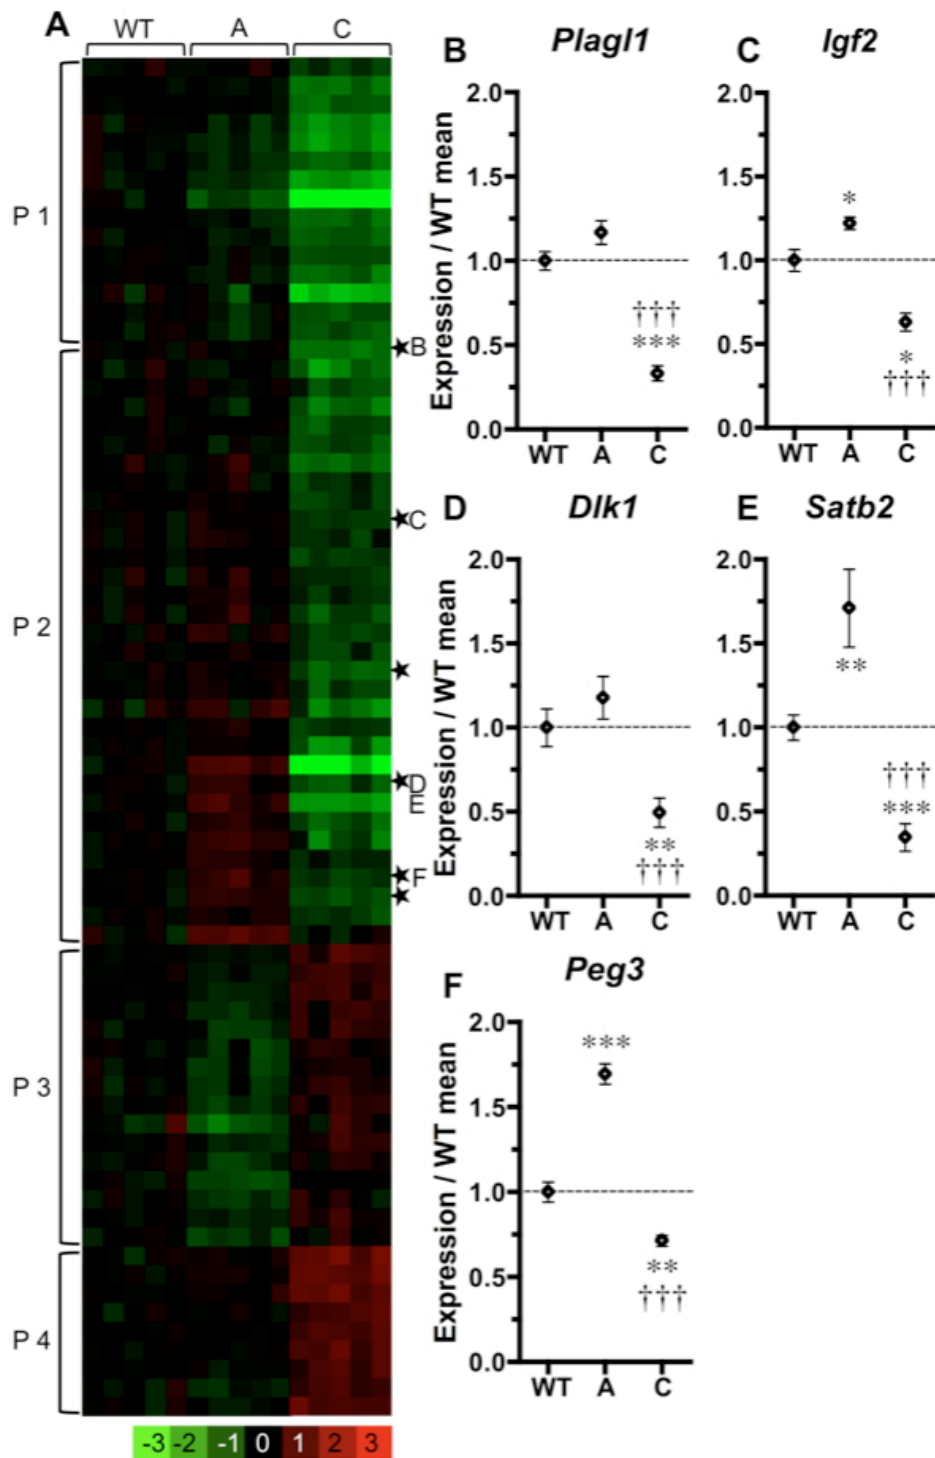 A
WT A C
P 1
P 2
P 3
P 4
★B
★C
★
★D
E
★F
★
-3 -2 -1 0 1 2 3
B Plagl1
Expression / WT mean
2.0
1.5
1.0
0.5
0.0
†††
***
WT A C
C Igf2
2.0
1.5
1.0
0.5
0.0
*
*
†††
WT A C
D Dlk1
Expression / WT mean
2.0
1.5
1.0
0.5
0.0
**
†††
WT A C
E Satb2
2.0
1.5
1.0
0.5
0.0
**
†††
***
WT A C
F Peg3
Expression / WT mean
2.0
1.5
1.0
0.5
0.0
***
**
†††
WT A C